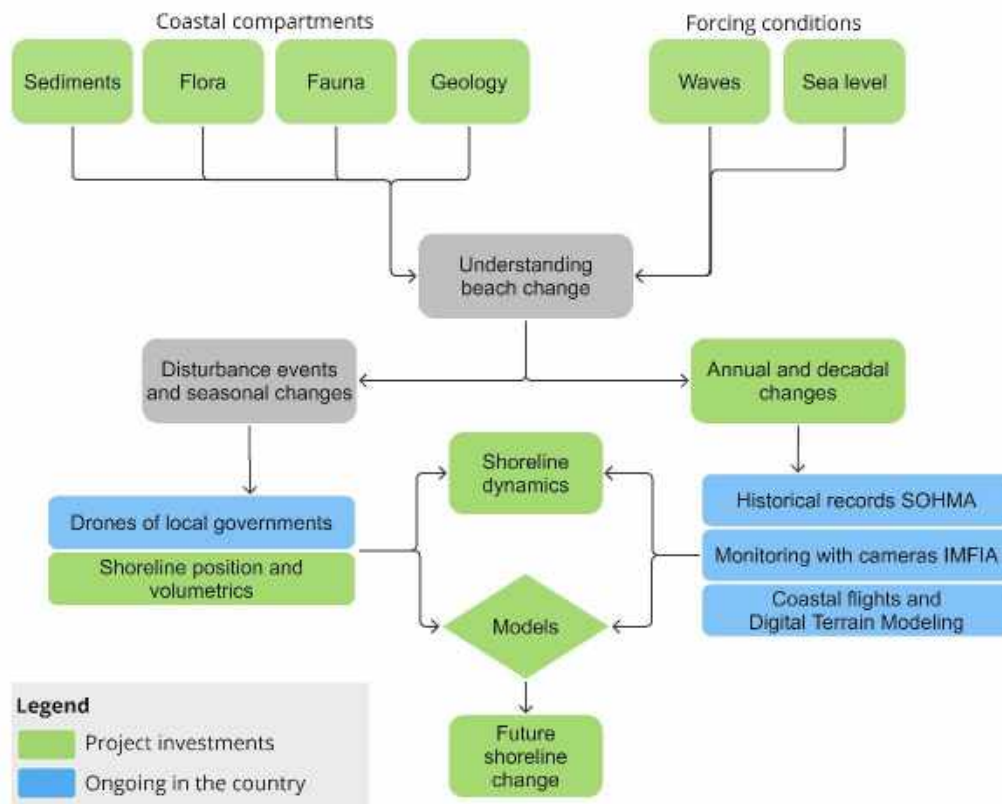 Coastal compartments
Forcing conditions
Sediments
Flora
Fauna
Geology
Waves
Sea level
Understanding
beach change
Disturbance events
and seasonal changes
Annual and decadal
changes
Shoreline
dynamics
Drones of local governments
Shoreline position and
volumetrics
Historical records SOHMA
Monitoring with cameras IMFIA
Coastal flights and
Digital Terrain Modeling
Models
Future
shoreline
change
Legend
Project investments
Ongoing in the country